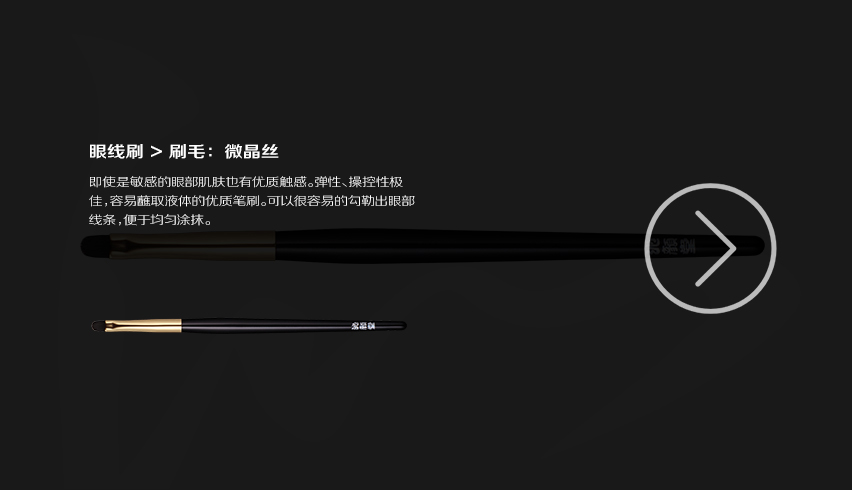 眼线刷 > 刷毛：微晶丝
即使是敏感的眼部肌肤也有优质触感。弹性、操控性极
佳，容易蘸取液体的优质笔刷。可以很容易的勾勒出眼部
线条，便于均匀涂抹。